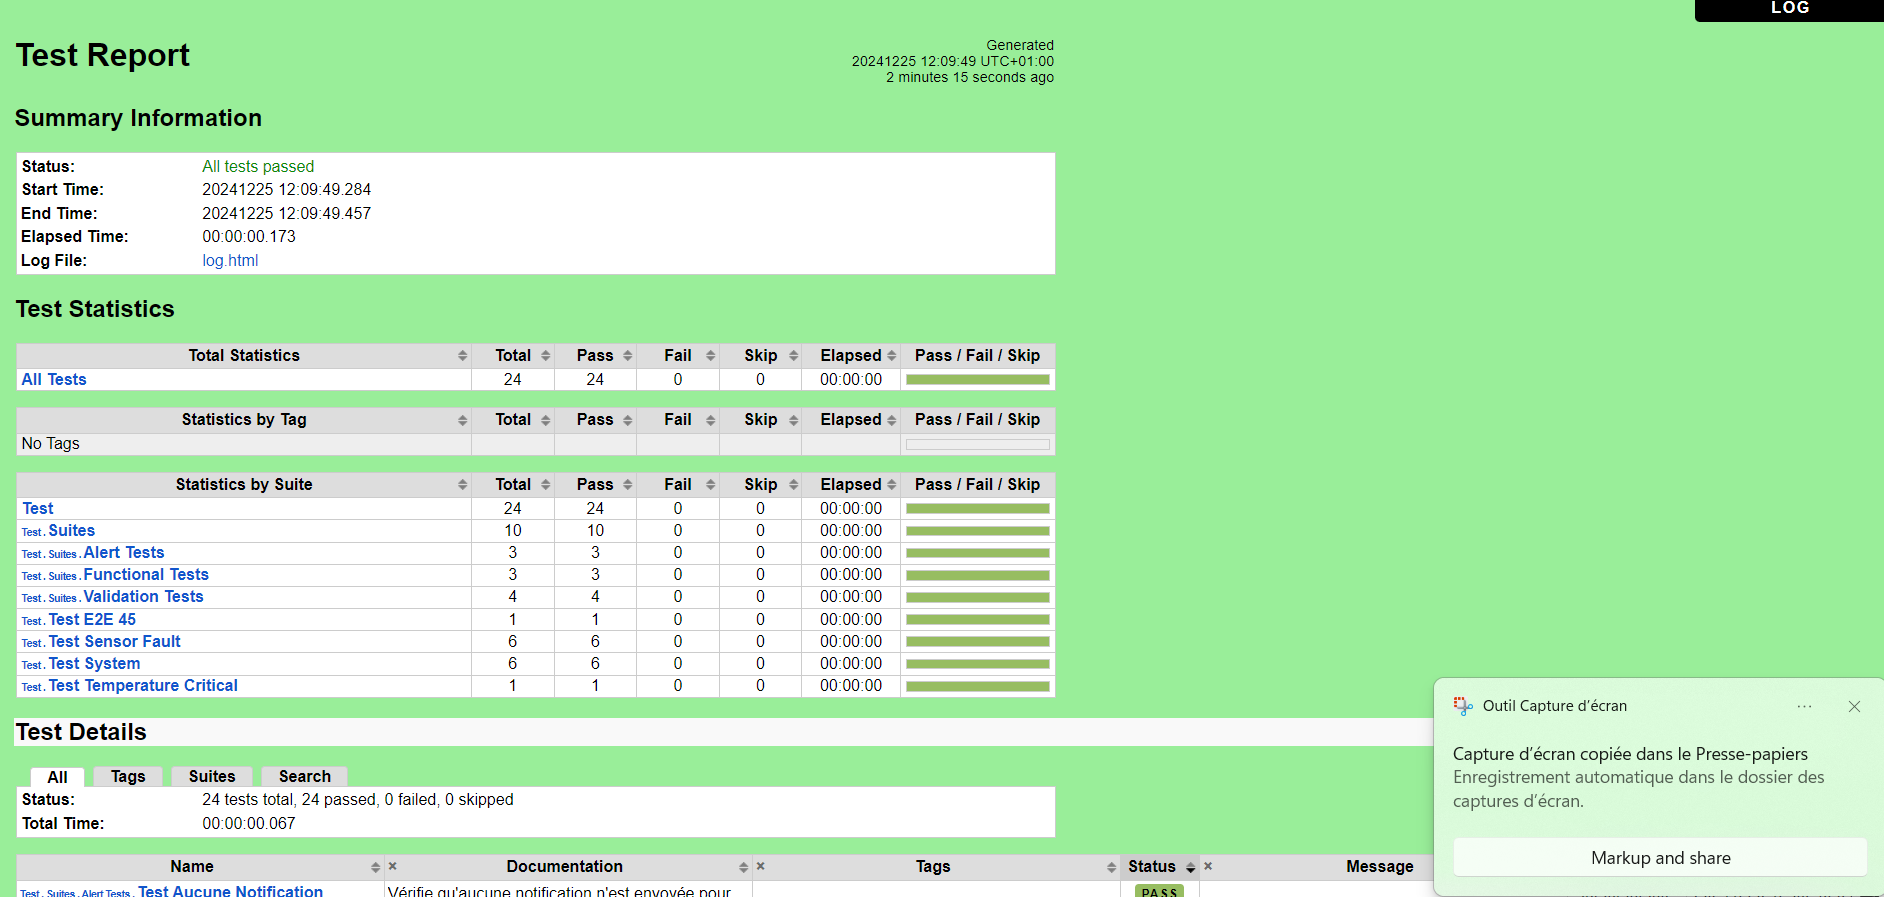 LOG
Test Report
Generated
20241225 12:09:49 UTC+01:00
2 minutes 15 seconds ago
Summary Information
Status: All tests passed
Start Time: 20241225 12:09:49.284
End Time: 20241225 12:09:49.457
Elapsed Time: 00:00:00.173
Log File: log.html
Test Statistics
Total Statistics Total Pass Fail Skip Elapsed Pass / Fail / Skip
All Tests 24 24 0 0 00:00:00
Statistics by Tag Total Pass Fail Skip Elapsed Pass / Fail / Skip
No Tags
Statistics by Suite Total Pass Fail Skip Elapsed Pass / Fail / Skip
Test 24 24 0 0 00:00:00
Test . Suites 10 10 0 0 00:00:00
Test . Suites . Alert Tests 3 3 0 0 00:00:00
Test . Suites . Functional Tests 3 3 0 0 00:00:00
Test . Suites . Validation Tests 4 4 0 0 00:00:00
Test . Test E2E 45 1 1 0 0 00:00:00
Test . Test Sensor Fault 6 6 0 0 00:00:00
Test . Test System 6 6 0 0 00:00:00
Test . Test Temperature Critical 1 1 0 0 00:00:00
Test Details
All Tags Suites Search
Status: 24 tests total, 24 passed, 0 failed, 0 skipped
Total Time: 00:00:00.067
Name × Documentation × Tags Status × Message
Test . Suites . Alert Tests . Test Aucune Notification Vérifie qu'aucune notification n'est envoyée pour PASS
Outil Capture d’écran
Capture d’écran copiée dans le Presse-papiers
Enregistrement automatique dans le dossier des
captures d’écran.
Markup and share